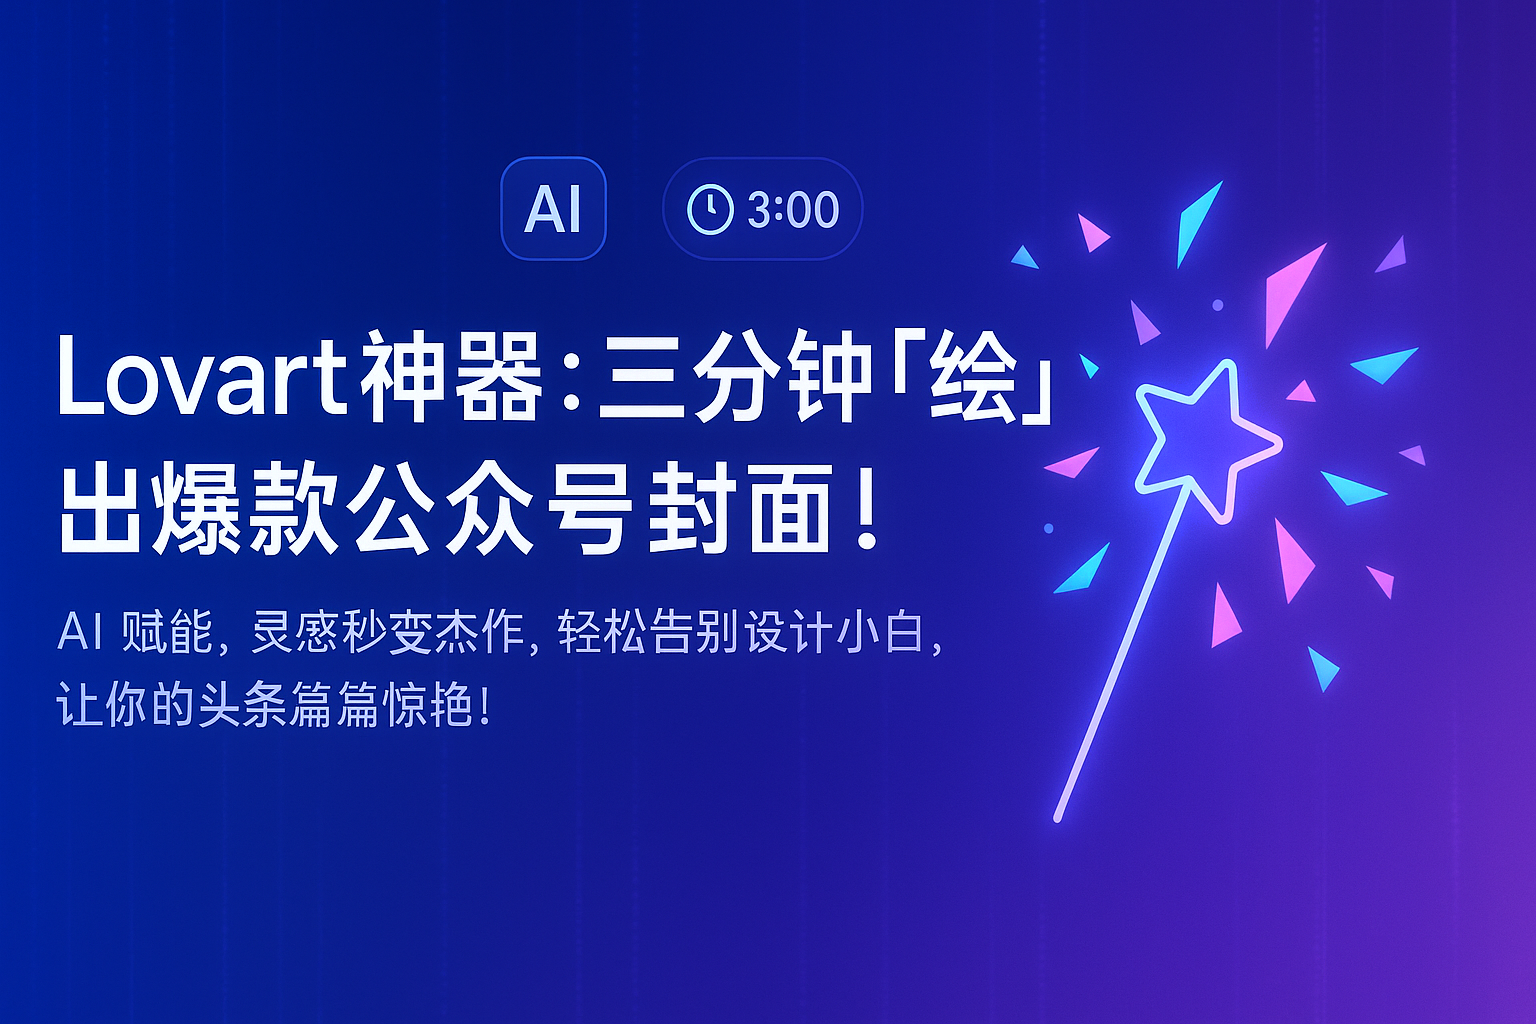 AI
3:00
Lovart神器：三分钟「绘」
出爆款公众号封面！
AI 赋能，灵感秒变杰作，轻松告别设计小白，
让你的头条篇篇惊艳！